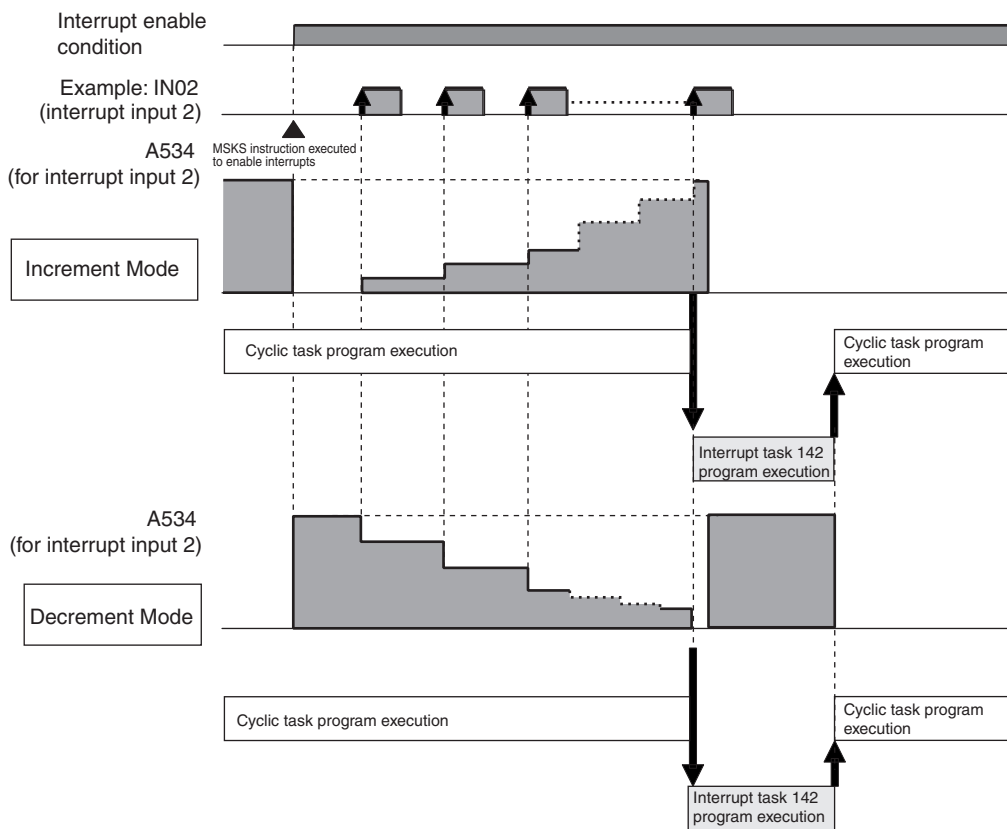 Interrupt enable
condition
Example: IN02
(interrupt input 2)
MSKS instruction executed
to enable interrupts
A534
(for interrupt input 2)
Increment Mode
Cyclic task program execution
Cyclic task program
execution
Interrupt task 142
program execution
A534
(for interrupt input 2)
Decrement Mode
Cyclic task program execution
Cyclic task program
execution
Interrupt task 142
program execution